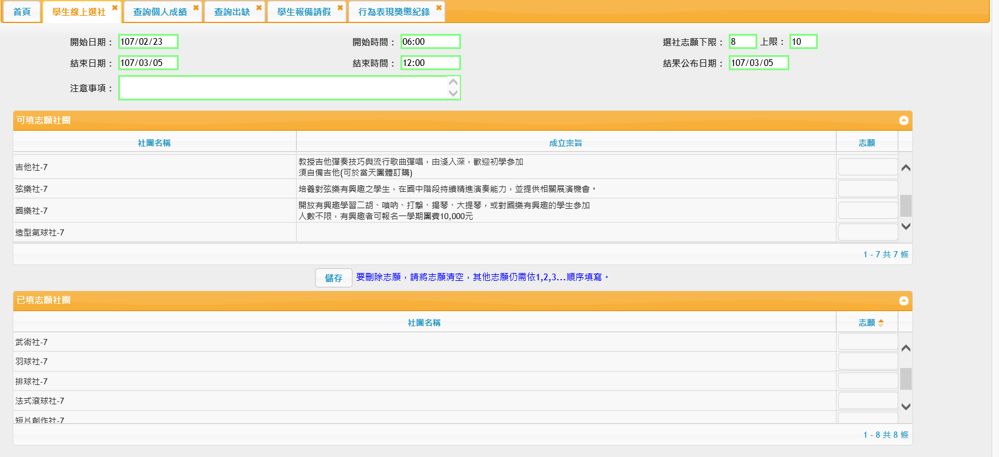 首頁 學生線上選社 查詢個人成績 查詢出缺 學生報備請假 行為表現獎懲紀錄
開始日期： 107/02/23 開始時間： 06:00 選社志願下限： 8 上限： 10
結束日期： 107/03/05 結束時間： 12:00 結果公布日期： 107/03/05
注意事項：
可填志願社團
社團名稱 成立宗旨 志願
吉他社-7 教授吉他彈奏技巧與流行歌曲彈唱，由淺入深，歡迎初學參加
須自備吉他(可於當天團體訂購)
弦樂社-7 培養對弦樂有興趣之學生，在國中階段持續精進演奏能力，並提供相關展演機會。
國樂社-7 開放有興趣學習二胡、嗩吶、打擊、揚琴、大提琴，或對國樂有興趣的學生參加
人數不限，有興趣者可報名一學期團費10,000元
造型氣球社-7
1 - 7 共 7 條
儲存 要刪除志願，請將志願清空，其他志願仍需依1,2,3...順序填寫。
已填志願社團
社團名稱 志願
武術社-7
羽球社-7
排球社-7
法式滾球社-7
短片創作社-7
1 - 8 共 8 條